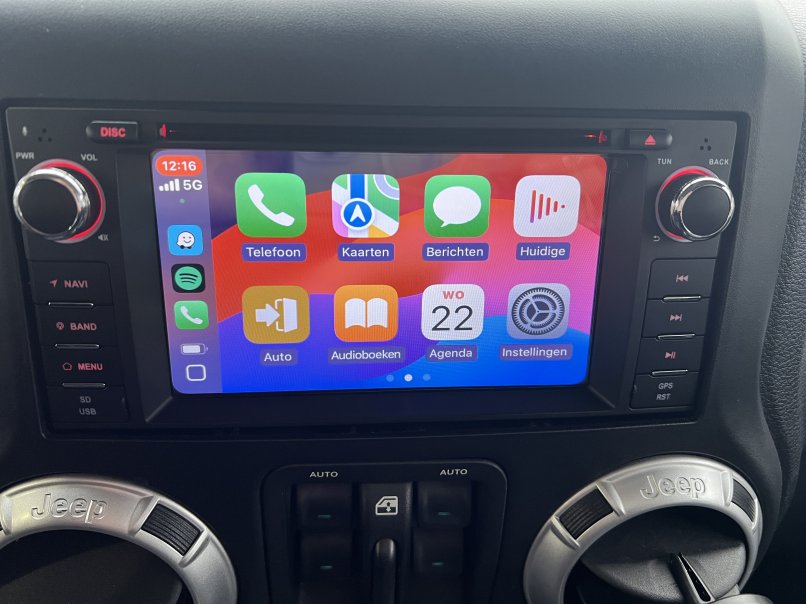 DISC
PWR
VOL
TUN
BACK
12:16
5G
Telefoon
Kaarten
Berichten
Huidige
WO
22
Auto
Audioboeken
Agenda
Instellingen
NAVI
BAND
MENU
SD
USB
GPS
RST
AUTO
AUTO
Jeep
Jeep